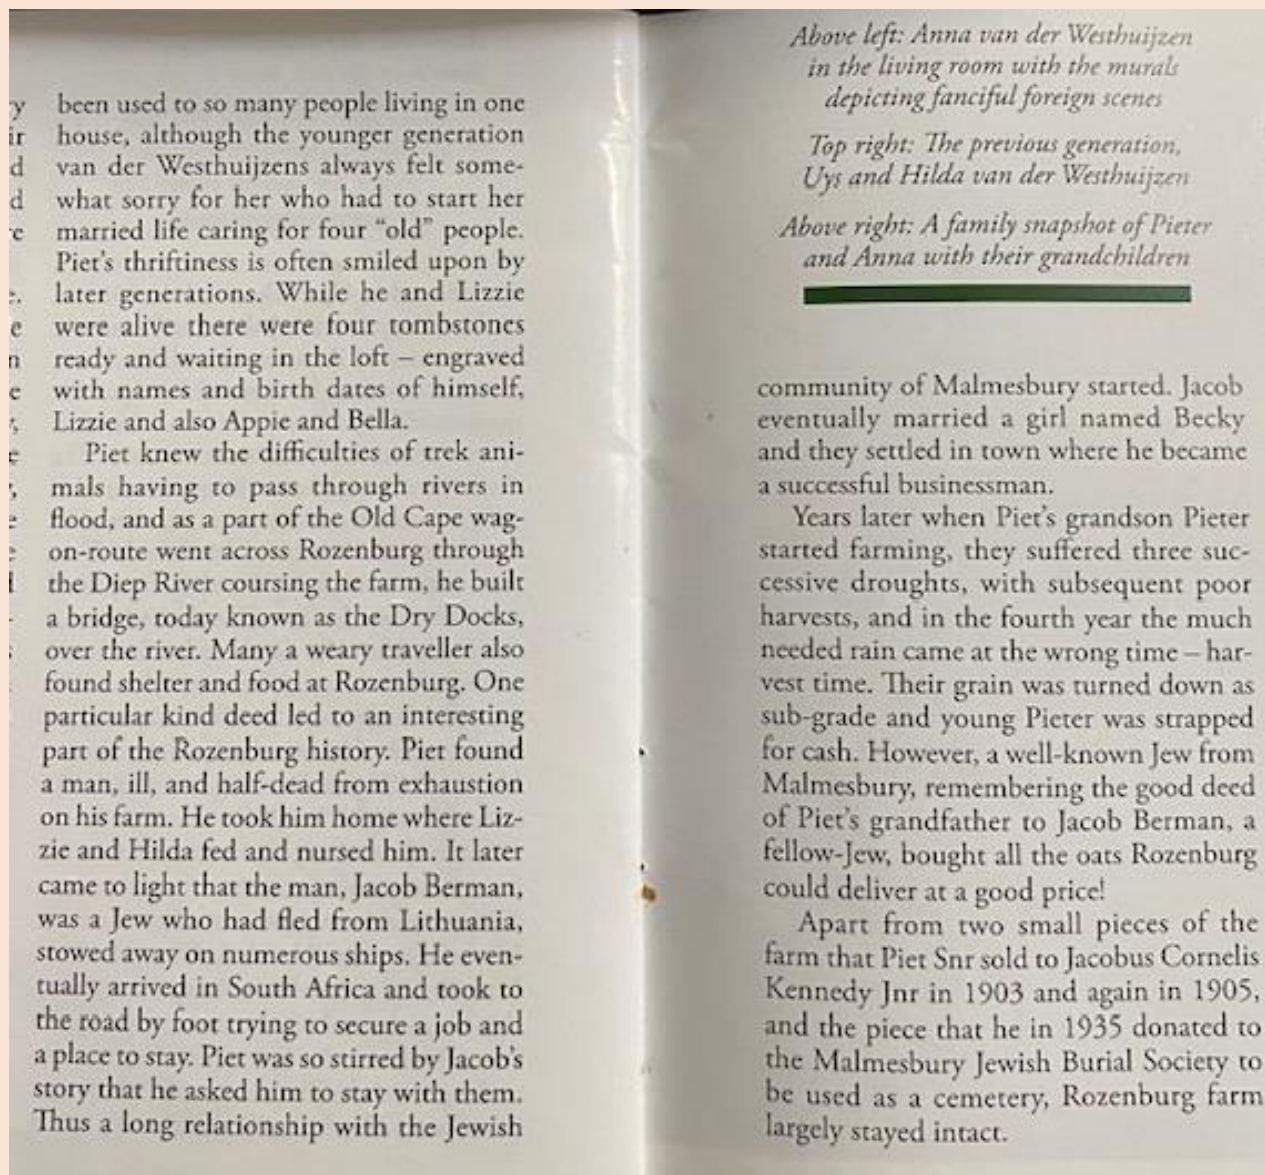 been used to so many people living in one
house, although the younger generation
van der Westhuijzens always felt some-
what sorry for her who had to start her
married life caring for four “old” people.
Piet’s thriftiness is often smiled upon by
later generations. While he and Lizzie
were alive there were four tombstones
ready and waiting in the loft – engraved
with names and birth dates of himself,
Lizzie and also Appie and Bella.
Piet knew the difficulties of trek ani-
mals having to pass through rivers in
flood, and as a part of the Old Cape wag-
on-route went across Rozenburg through
the Diep River coursing the farm, he built
a bridge, today known as the Dry Docks,
over the river. Many a weary traveller also
found shelter and food at Rozenburg. One
particular kind deed led to an interesting
part of the Rozenburg history. Piet found
a man, ill, and half-dead from exhaustion
on his farm. He took him home where Liz-
zie and Hilda fed and nursed him. It later
came to light that the man, Jacob Berman,
was a Jew who had fled from Lithuania,
stowed away on numerous ships. He even-
tually arrived in South Africa and took to
the road by foot trying to secure a job and
a place to stay. Piet was so stirred by Jacob’s
story that he asked him to stay with them.
Thus a long relationship with the Jewish
Above left: Anna van der Westhuijzen
in the living room with the murals
depicting fanciful foreign scenes
Top right: The previous generation,
Uys and Hilda van der Westhuijzen
Above right: A family snapshot of Pieter
and Anna with their grandchildren
community of Malmesbury started. Jacob
eventually married a girl named Becky
and they settled in town where he became
a successful businessman.
Years later when Piet’s grandson Pieter
started farming, they suffered three suc-
cessive droughts, with subsequent poor
harvests, and in the fourth year the much
needed rain came at the wrong time – har-
vest time. Their grain was turned down as
sub-grade and young Pieter was strapped
for cash. However, a well-known Jew from
Malmesbury, remembering the good deed
of Piet’s grandfather to Jacob Berman, a
fellow-Jew, bought all the oats Rozenburg
could deliver at a good price!
Apart from two small pieces of the
farm that Piet Snr sold to Jacobus Cornelis
Kennedy Jnr in 1903 and again in 1905,
and the piece that he in 1935 donated to
the Malmesbury Jewish Burial Society to
be used as a cemetery, Rozenburg farm
largely stayed intact.